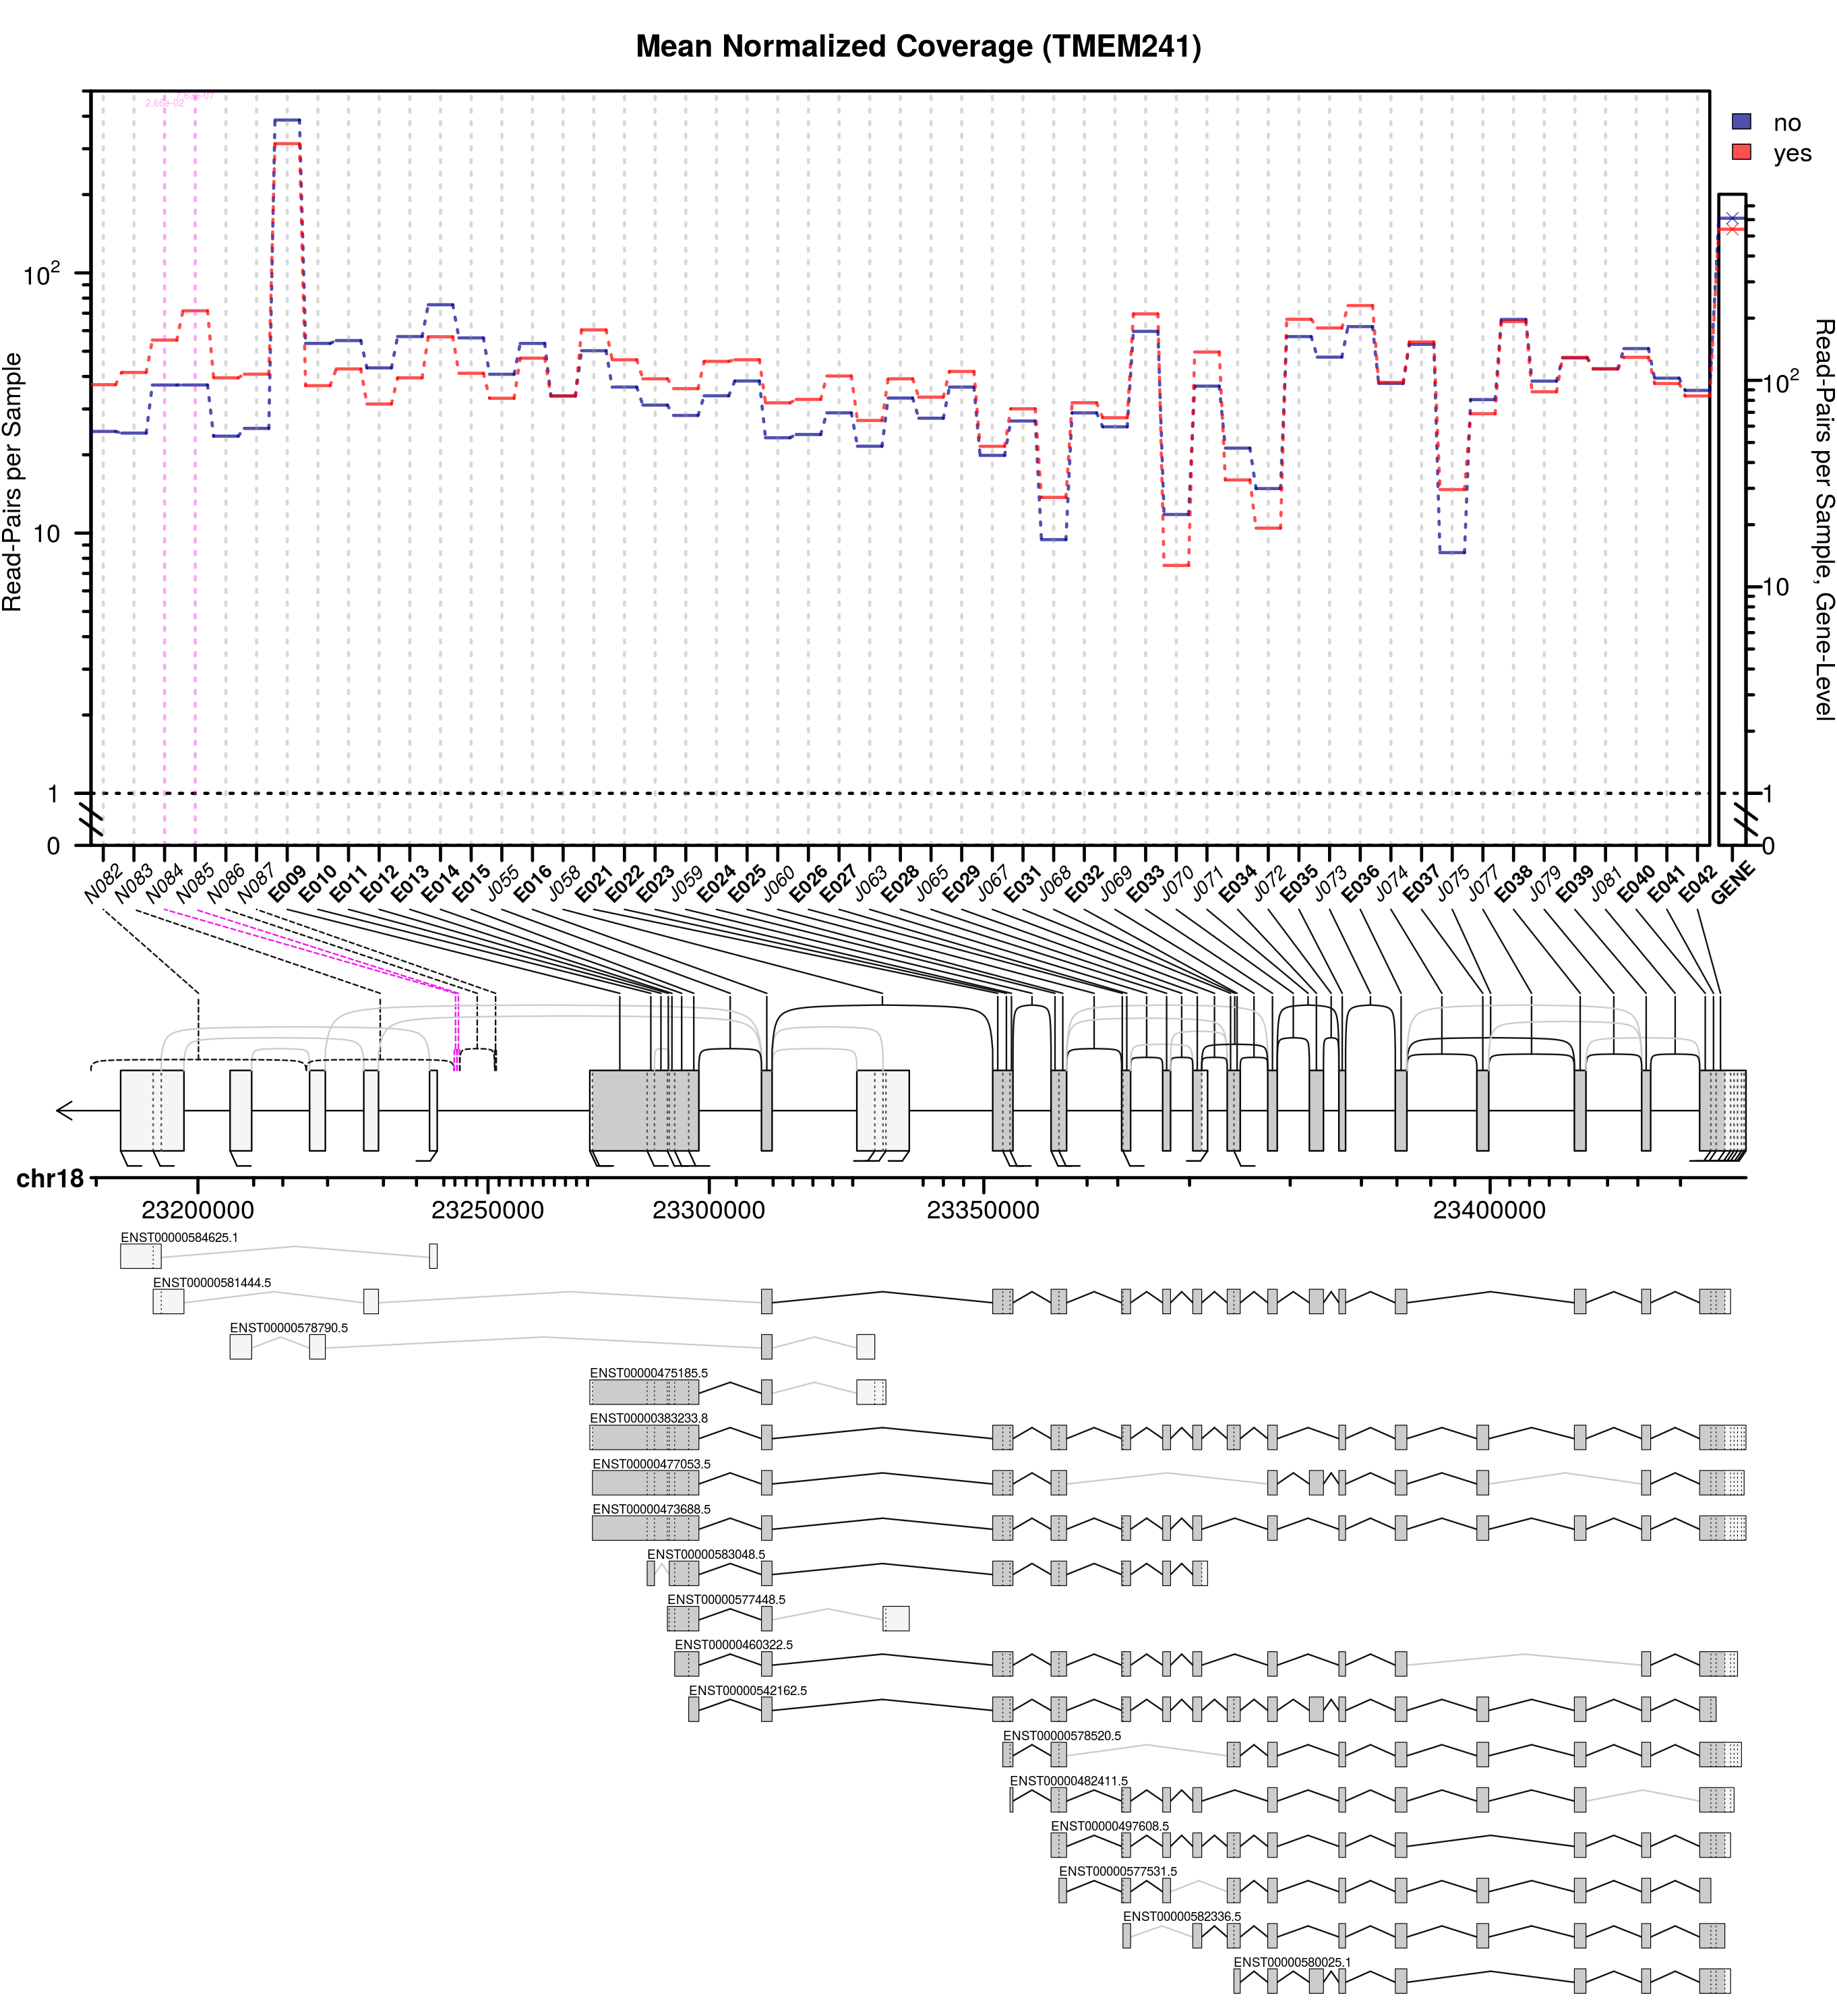 Mean Normalized Coverage (TMEM241)
2.66e-02
no
yes
Read-Pairs per Sample
10²
10
1
0
Read-Pairs per Sample, Gene-Level
10²
10
1
0
N082 N083 N084 N085 N086 N087 E009 E010 E011 E012 E013 E014 E015 J055 E016 J058 E021 E022 E023 J059 E024 E025 J060 E026 E027 J063 E028 J065 E029 J067 E031 J068 E032 J069 E033 J070 J071 E034 J072 E035 J073 E036 J074 E037 J075 J077 E038 J079 E039 J081 E040 E041 E042 GENE
chr18
23200000 23250000 23300000 23350000 23400000
ENST00000584625.1
ENST00000581444.5
ENST00000578790.5
ENST00000475185.5
ENST00000383233.8
ENST00000477053.5
ENST00000473688.5
ENST00000583048.5
ENST00000577448.5
ENST00000460322.5
ENST00000542162.5
ENST00000578520.5
ENST00000482411.5
ENST00000497608.5
ENST00000577531.5
ENST00000582336.5
ENST00000580025.1